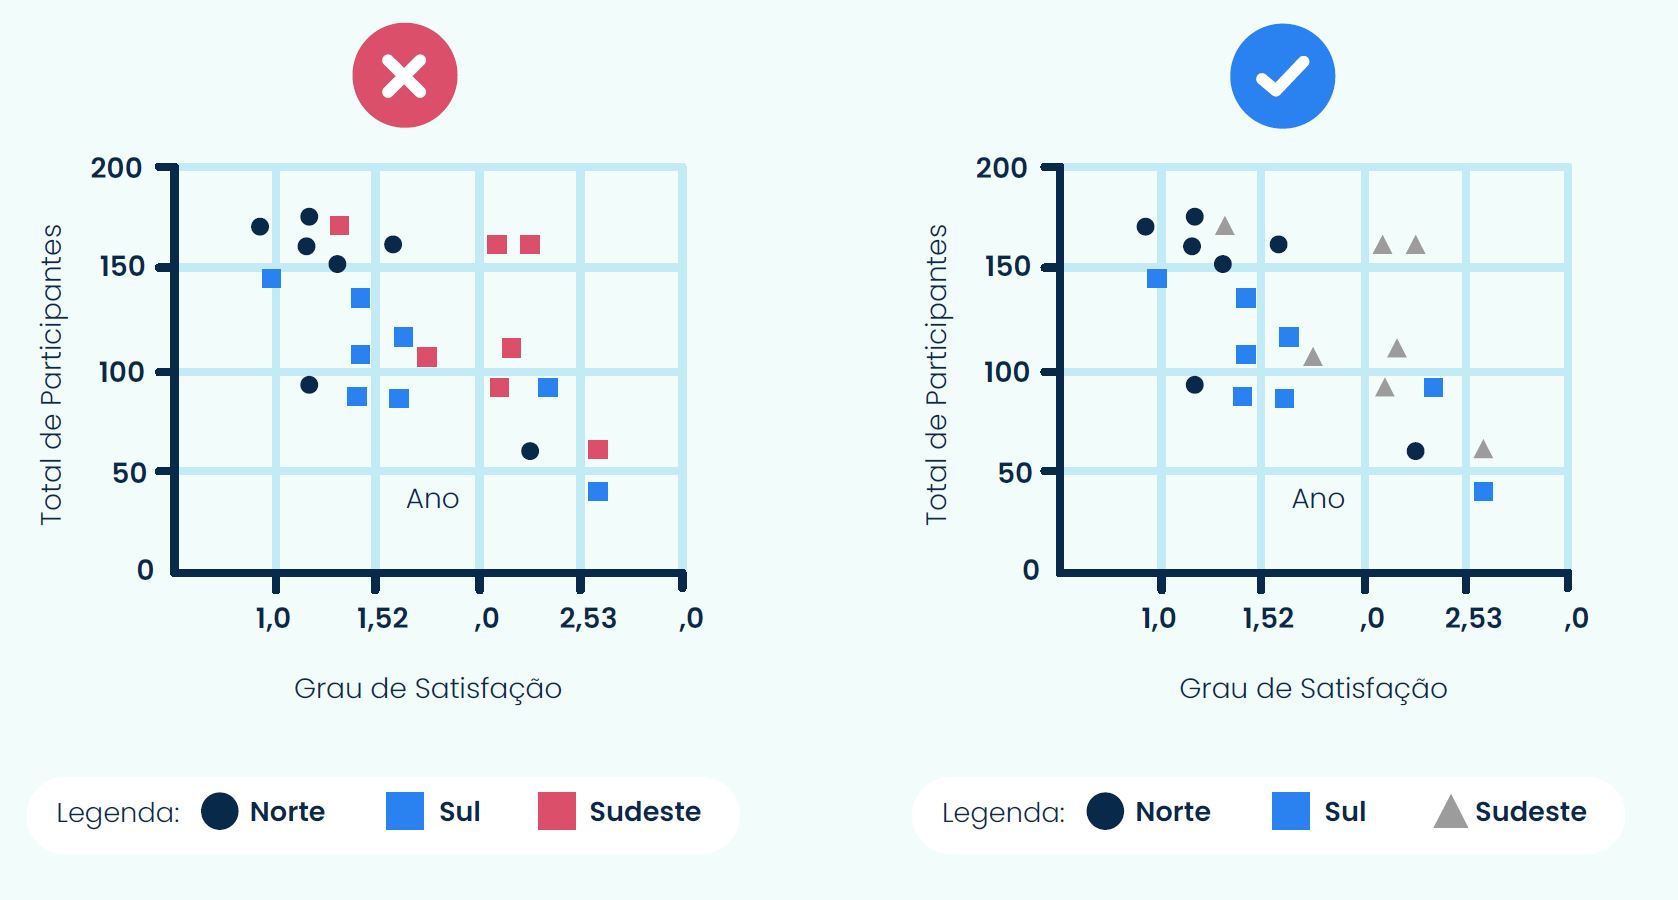 200
150
100
50
0
Total de Participantes
Ano
1,0 1,52 ,0 2,53 ,0
Grau de Satisfação
Legenda: Norte Sul Sudeste
200
150
100
50
0
Total de Participantes
Ano
1,0 1,52 ,0 2,53 ,0
Grau de Satisfação
Legenda: Norte Sul Sudeste